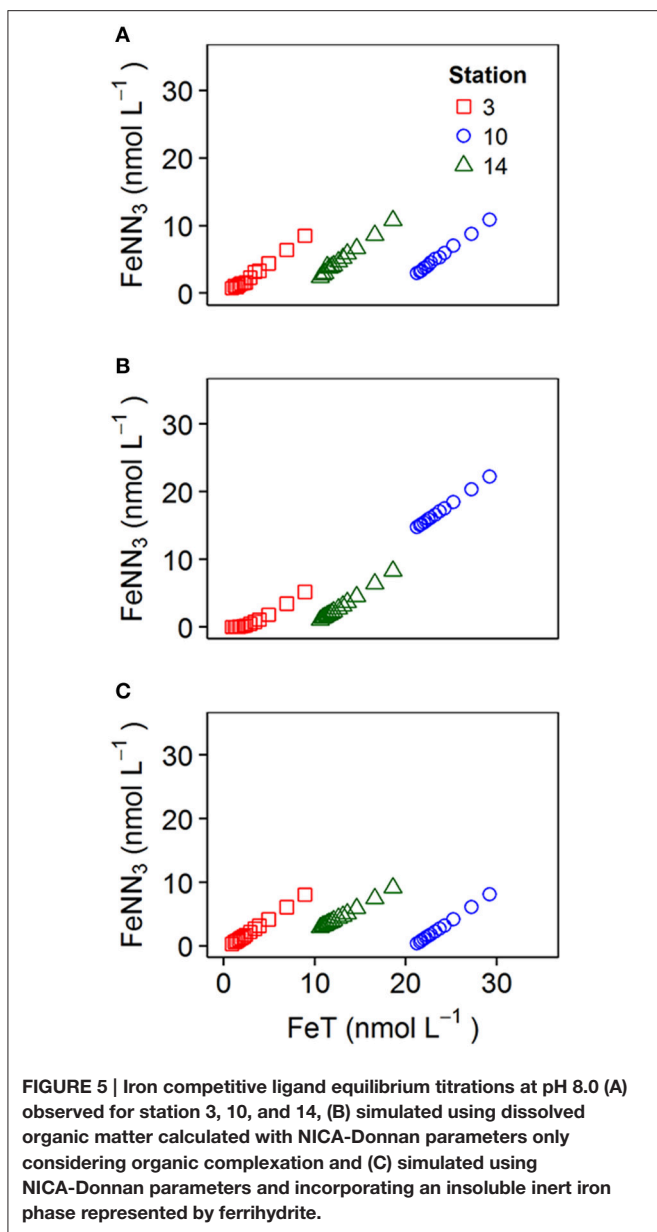 A
FeNN₃ (nmol L⁻¹)
30
20
10
0
Station
3
10
14
B
FeNN₃ (nmol L⁻¹)
30
20
10
0
C
FeNN₃ (nmol L⁻¹)
30
20
10
0
0 10 20 30
FeT (nmol L⁻¹)
FIGURE 5 | Iron competitive ligand equilibrium titrations at pH 8.0 (A)
observed for station 3, 10, and 14, (B) simulated using dissolved
organic matter calculated with NICA-Donnan parameters only
considering organic complexation and (C) simulated using
NICA-Donnan parameters and incorporating an insoluble inert iron
phase represented by ferrihydrite.